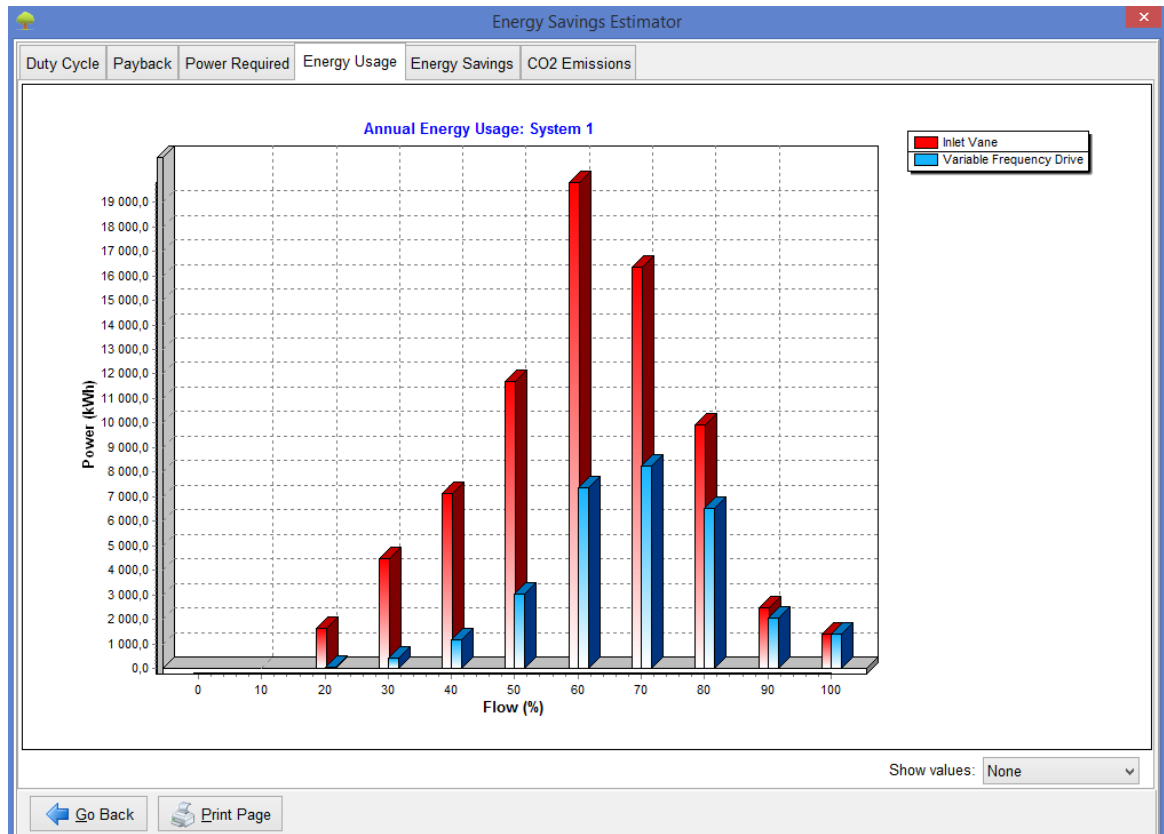 Energy Savings Estimator
Duty Cycle Payback Power Required Energy Usage Energy Savings CO2 Emissions
Annual Energy Usage: System 1
Inlet Vane
Variable Frequency Drive
Power (kWh)
19 000,0
18 000,0
17 000,0
16 000,0
15 000,0
14 000,0
13 000,0
12 000,0
11 000,0
10 000,0
9 000,0
8 000,0
7 000,0
6 000,0
5 000,0
4 000,0
3 000,0
2 000,0
1 000,0
0,0
0 10 20 30 40 50 60 70 80 90 100
Flow (%)
Show values: None
Go Back Print Page